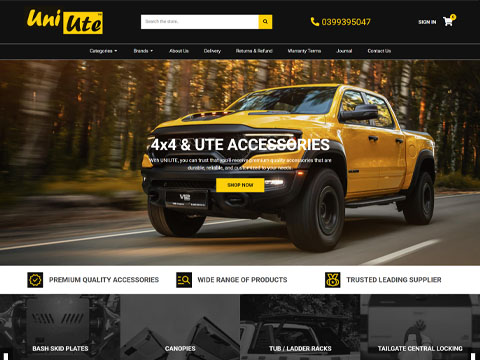 Uni
Ute
Search the store
0399395047
SIGN IN
0
Categories
Brands
About Us
Delivery
Returns & Refund
Warranty Terms
Journal
Contact Us
4x4 & UTE ACCESSORIES
With UNIUTE, you can trust that you'll receive premium quality accessories that are
durable, reliable, and customized to your needs.
SHOP NOW
PREMIUM QUALITY ACCESSORIES
WIDE RANGE OF PRODUCTS
TRUSTED LEADING SUPPLIER
BASH SKID PLATES
CANOPIES
TUB / LADDER RACKS
TAILGATE CENTRAL LOCKING